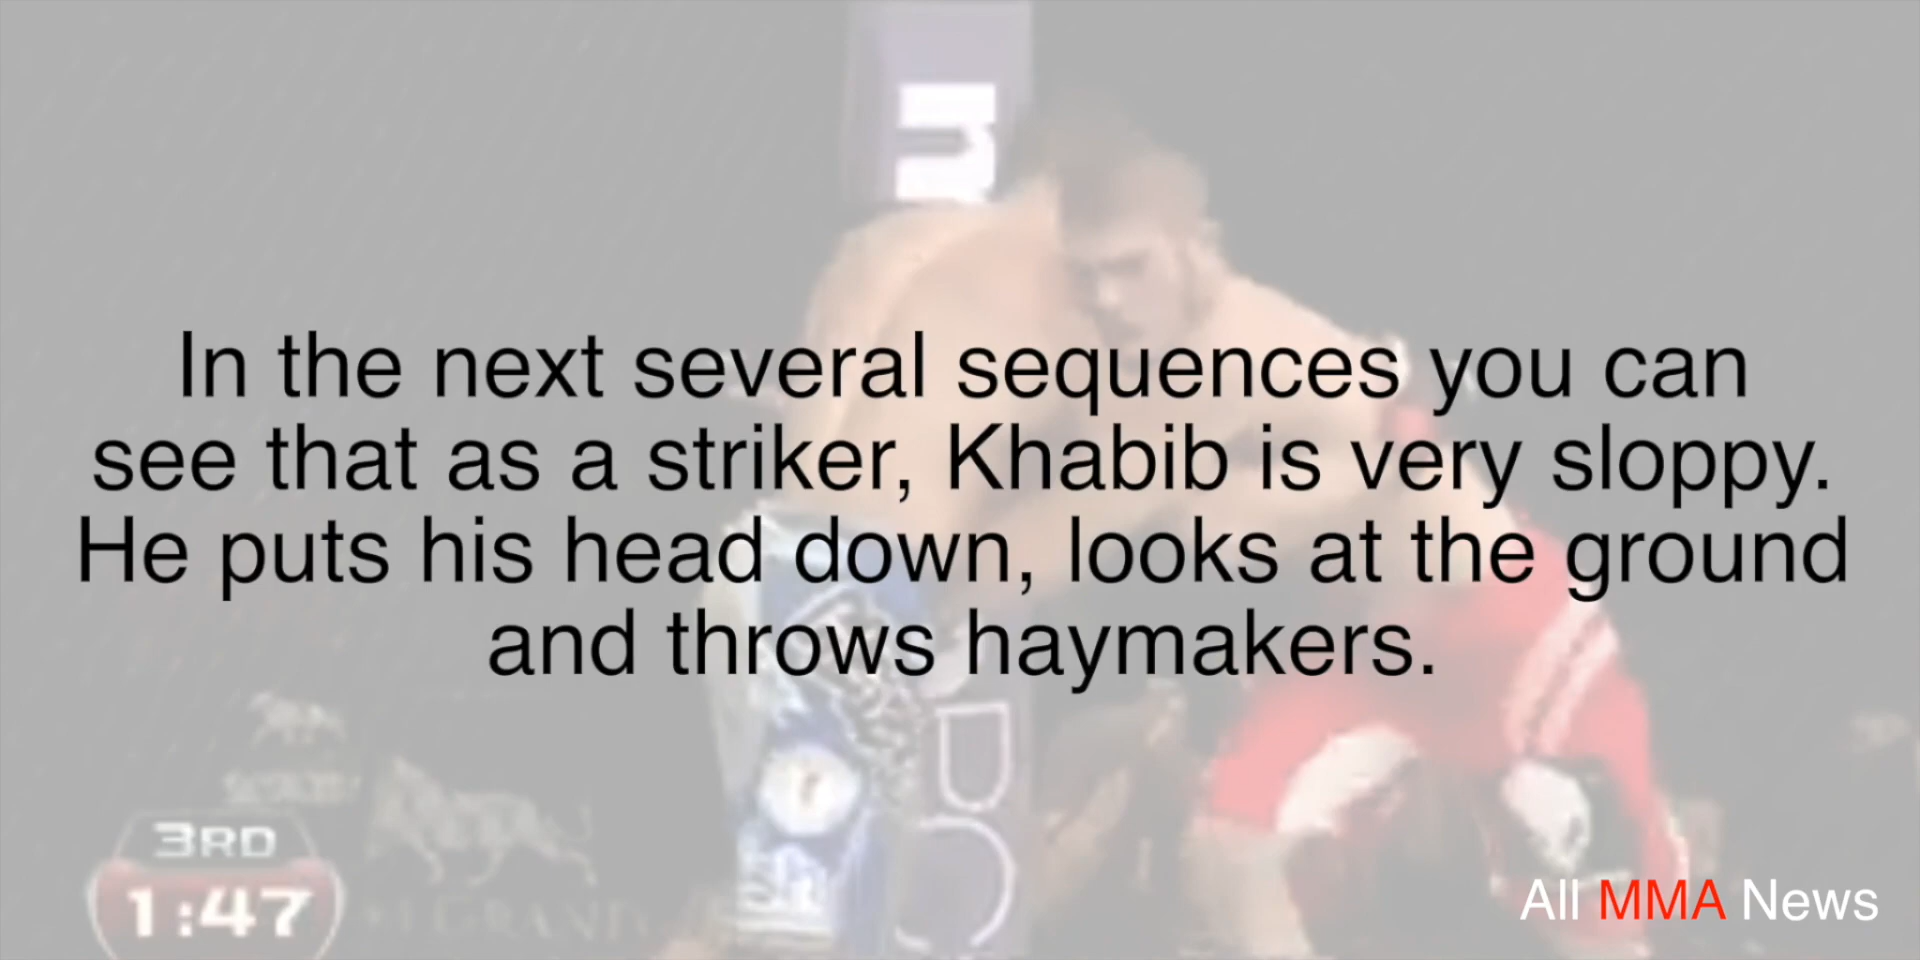 In the next several sequences you can
see that as a striker, Khabib is very sloppy.
He puts his head down, looks at the ground
and throws haymakers.
3RD
1:47
GRAND
All MMA News